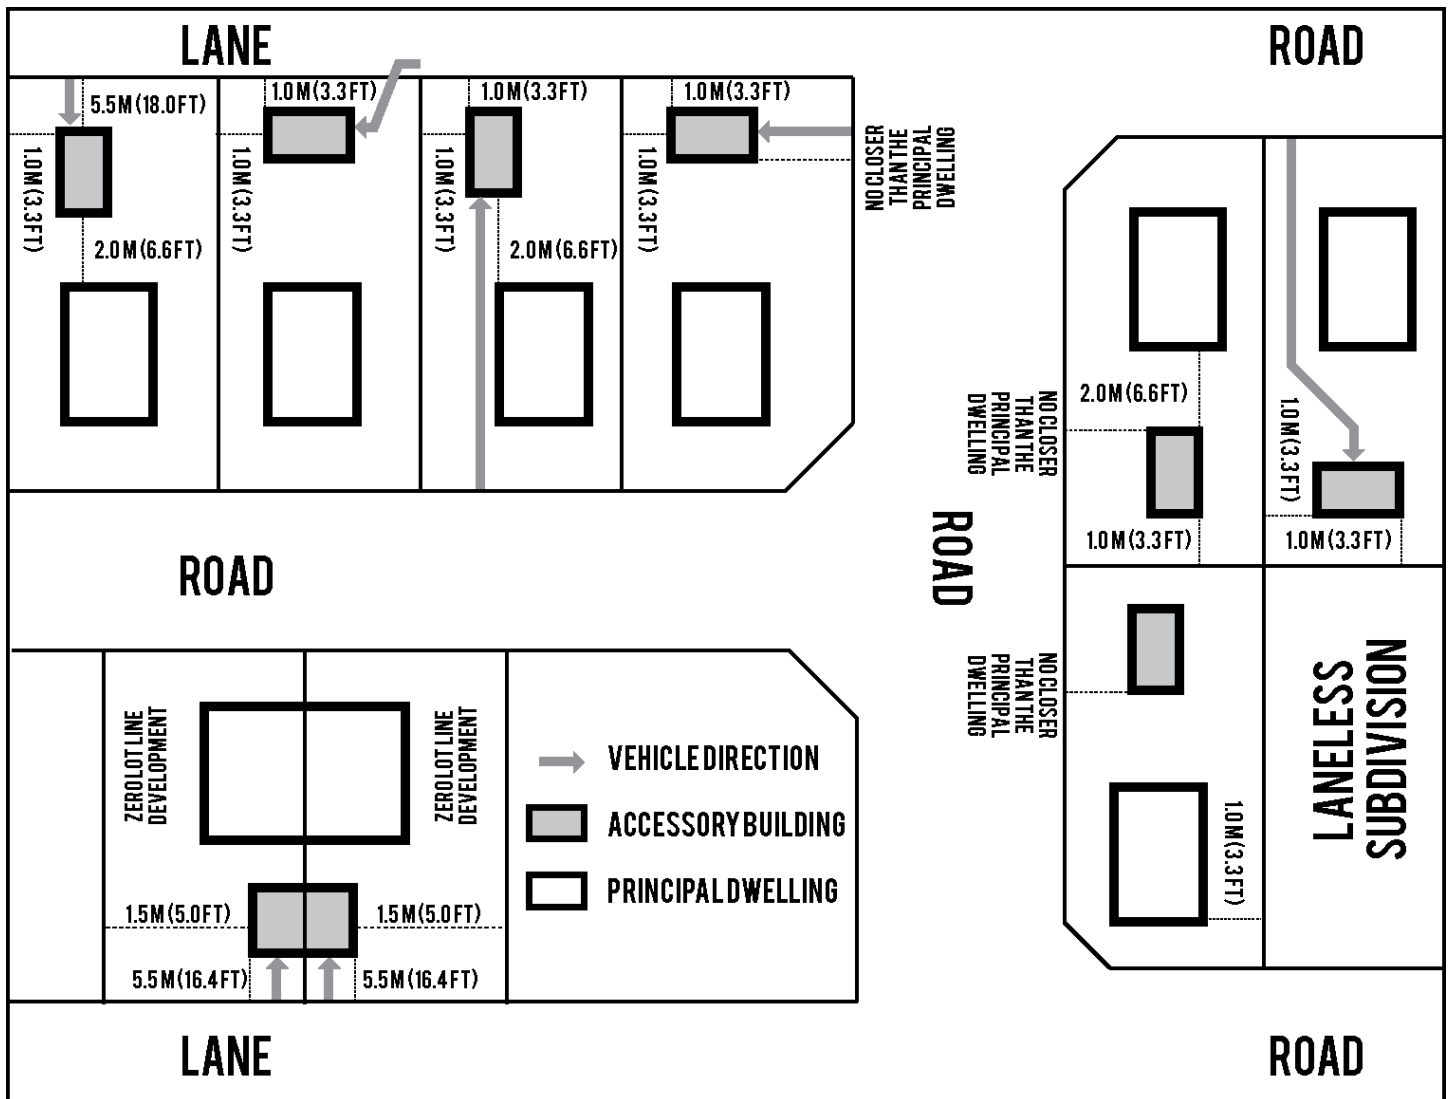 LANE
ROAD
5.5M (18.0FT)
1.0M (3.3FT)
1.0M (3.3FT)
1.0M (3.3FT)
1.0M (3.3FT)
1.0M (3.3FT)
1.0M (3.3FT)
1.0M (3.3FT)
2.0M (6.6FT)
2.0M (6.6FT)
NO CLOSER
THAN THE
PRINCIPAL
DWELLING
2.0M (6.6FT)
NO CLOSER
THAN THE
PRINCIPAL
DWELLING
1.0M (3.3FT)
1.0M (3.3FT)
1.0M (3.3FT)
ROAD
ROAD
NO CLOSER
THAN THE
PRINCIPAL
DWELLING
LANELESS
SUBDIVISION
1.0M (3.3FT)
ZERO LOT LINE
DEVELOPMENT
ZERO LOT LINE
DEVELOPMENT
VEHICLE DIRECTION
ACCESSORY BUILDING
PRINCIPAL DWELLING
1.5M (5.0FT)
1.5M (5.0FT)
5.5M (16.4FT)
5.5M (16.4FT)
LANE
ROAD